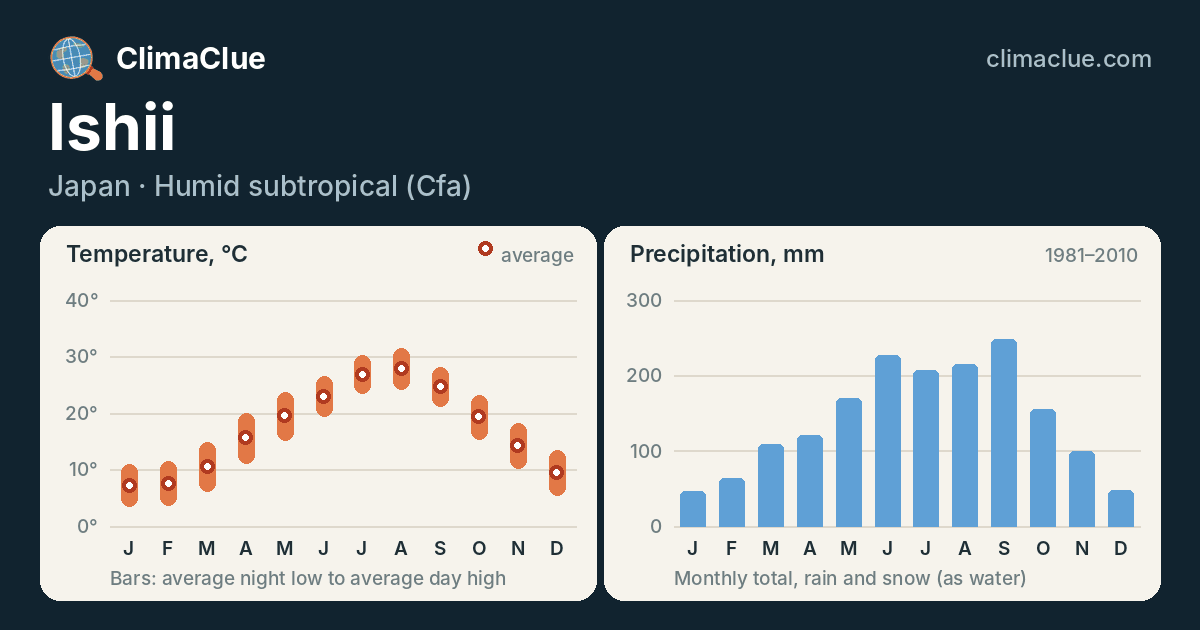 ClimaClue
climaclue.com
Ishii
Japan · Humid subtropical (Cfa)
Temperature, °C
average
40°
30°
20°
10°
0°
J F M A M J J A S O N D
Bars: average night low to average day high
Precipitation, mm
1981–2010
300
200
100
0
J F M A M J J A S O N D
Monthly total, rain and snow (as water)